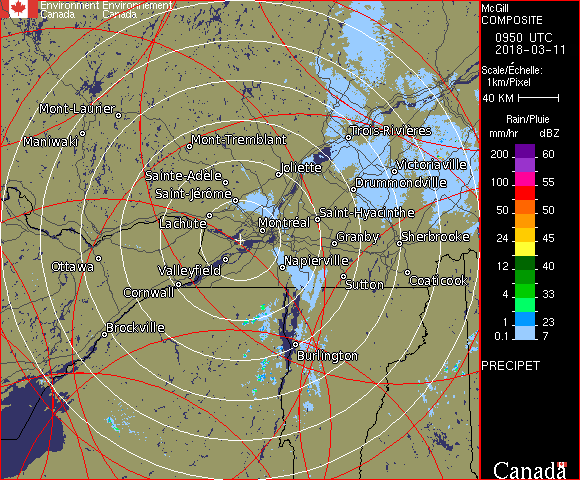 Environment Environnement
Canada Canada
McGill
COMPOSITE
0950 UTC
2018-03-11
Scale/Échelle:
1km/Pixel
40 KM
Rain/Pluie
mm/hr dBZ
200 60
100 55
50 50
24 45
12 40
4 33
1 23
0.1 7
PRECIPET
Canada
Mont-Laurier
Maniwaki
Mont-Tremblant
Trois-Rivières
Sainte-Adèle
Joliette
Victoriaville
Saint-Jérôme
Drummondville
Lachute
Montréal
Saint-Hyacinthe
Granby
Sherbrooke
Ottawa
Valleyfield
Napierville
Cornwall
Sutton
Coaticook
Brockville
Burlington